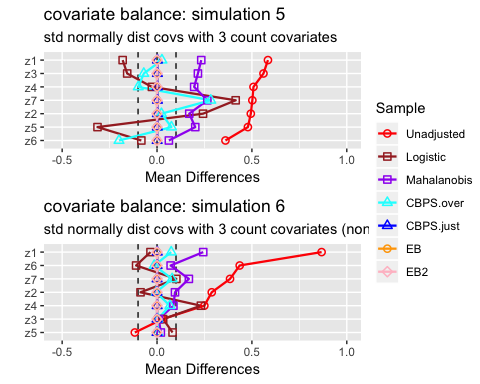 covariate balance: simulation 5
std normally dist covs with 3 count covariates
z1
z3
z4
z7
z2
z5
z6
-0.5
0.0
0.5
1.0
Mean Differences
covariate balance: simulation 6
std normally dist covs with 3 count covariates (non
z1
z6
z7
z2
z4
z3
z5
-0.5
0.0
0.5
1.0
Mean Differences
Sample
Unadjusted
Logistic
Mahalanobis
CBPS.over
CBPS.just
EB
EB2